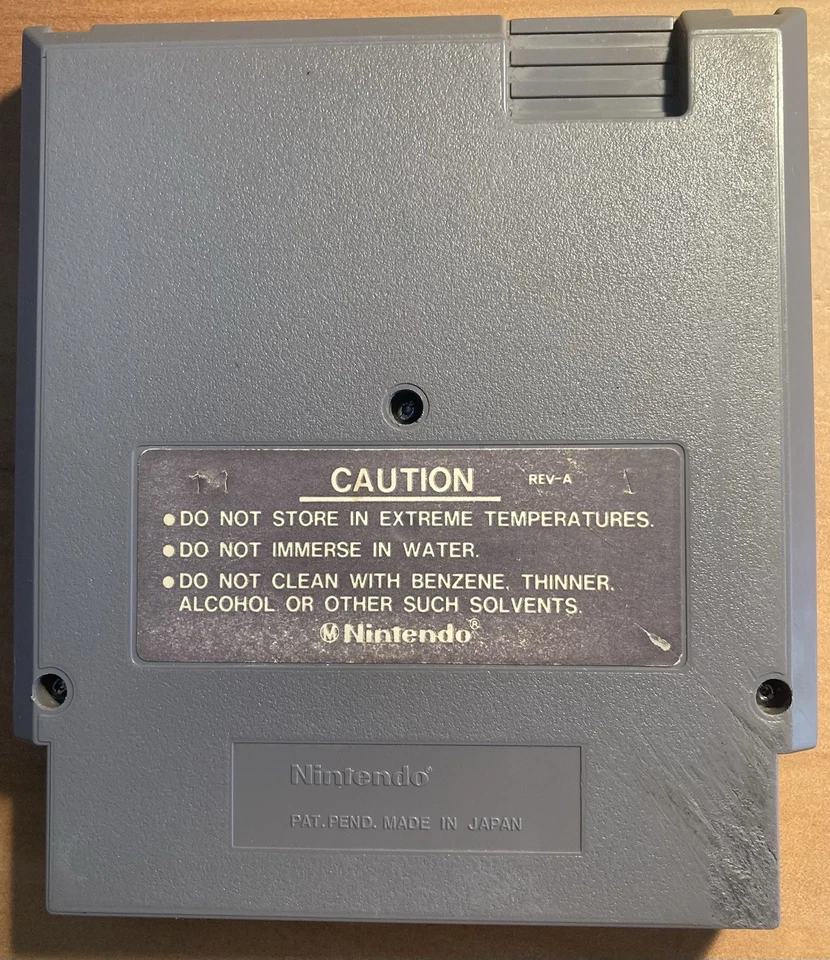 CAUTION REV-A
●DO NOT STORE IN EXTREME TEMPERATURES.
●DO NOT IMMERSE IN WATER.
●DO NOT CLEAN WITH BENZENE, THINNER,
ALCOHOL OR OTHER SUCH SOLVENTS.
Ⓜ Nintendo®
Nintendo®
PAT. PEND. MADE IN JAPAN